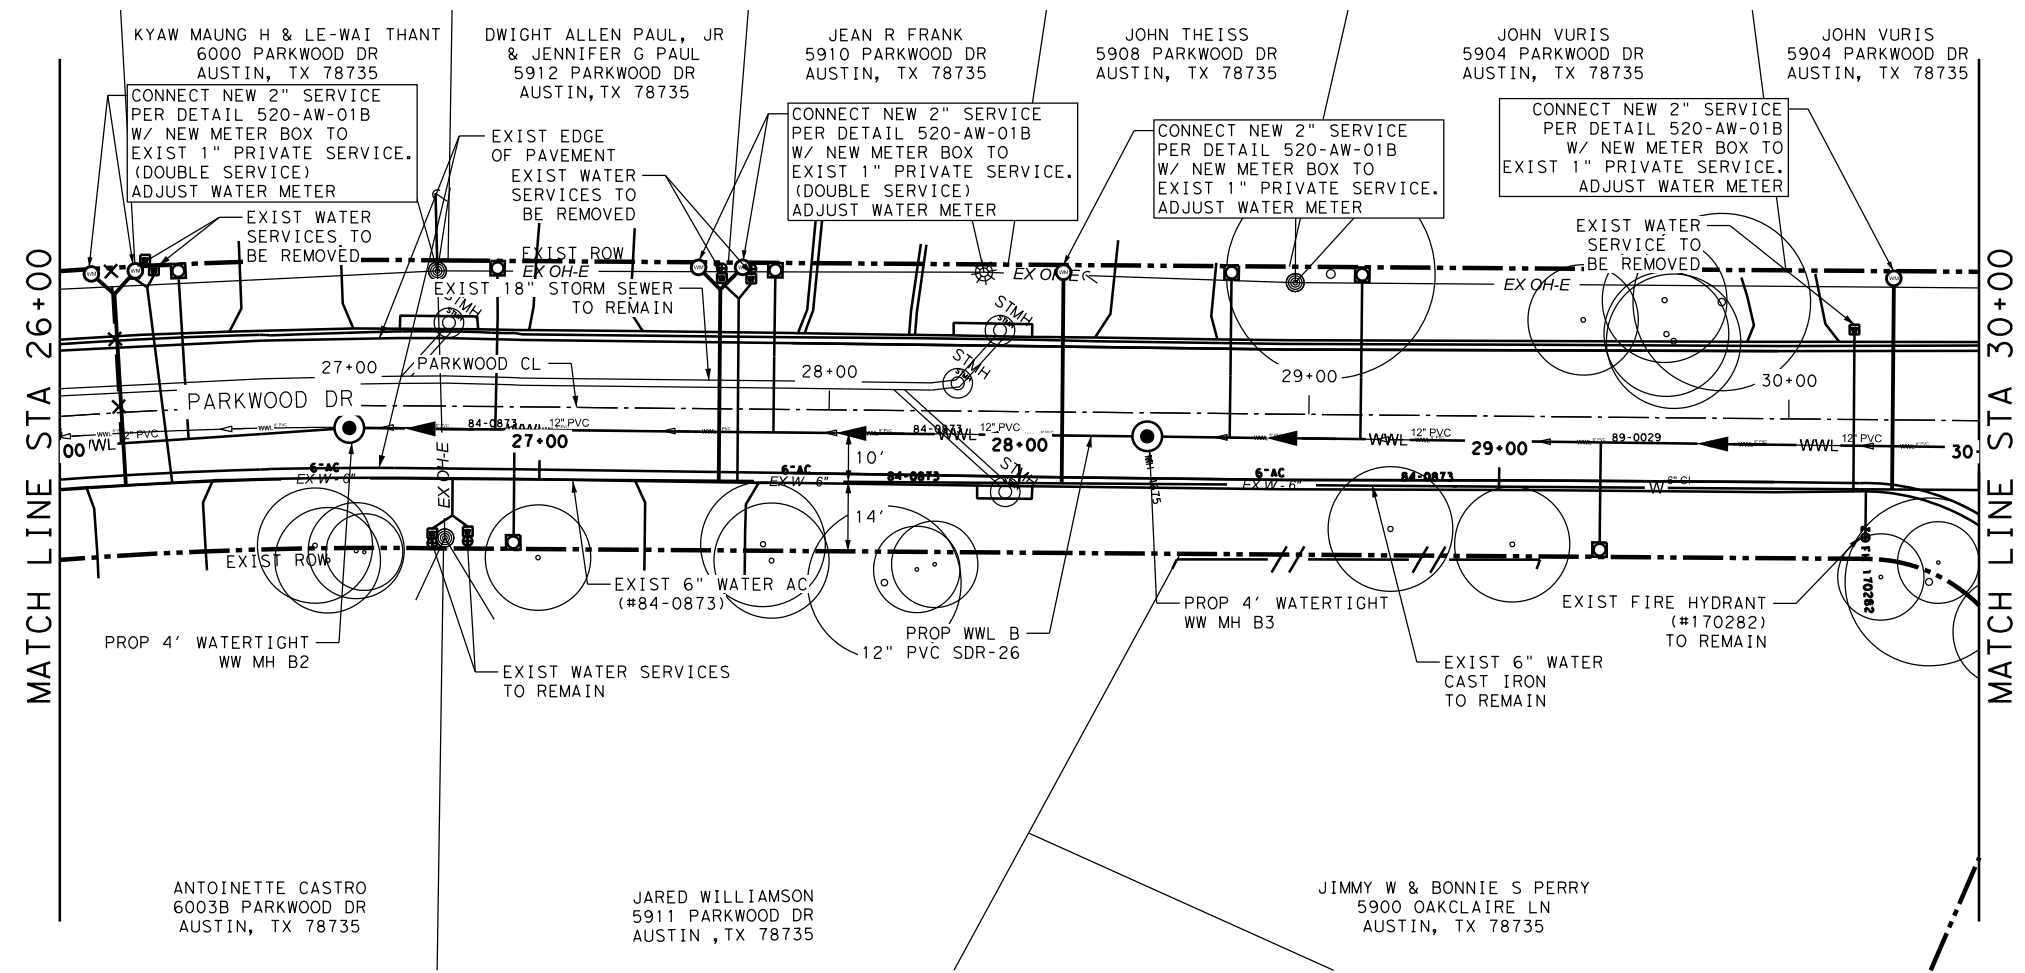 KYAW MAUNG H & LE-WAI THANT
6000 PARKWOOD DR
AUSTIN, TX 78735
DWIGHT ALLEN PAUL, JR
& JENNIFER G PAUL
5912 PARKWOOD DR
AUSTIN, TX 78735
JEAN R FRANK
5910 PARKWOOD DR
AUSTIN, TX 78735
JOHN THEISS
5908 PARKWOOD DR
AUSTIN, TX 78735
JOHN VURIS
5904 PARKWOOD DR
AUSTIN, TX 78735
JOHN VURIS
5904 PARKWOOD DR
AUSTIN, TX 78735
CONNECT NEW 2" SERVICE
PER DETAIL 520-AW-01B
W/ NEW METER BOX TO
EXIST 1" PRIVATE SERVICE.
(DOUBLE SERVICE)
ADJUST WATER METER
EXIST EDGE
OF PAVEMENT
EXIST WATER
SERVICES TO
BE REMOVED
CONNECT NEW 2" SERVICE
PER DETAIL 520-AW-01B
W/ NEW METER BOX TO
EXIST 1" PRIVATE SERVICE.
(DOUBLE SERVICE)
ADJUST WATER METER
CONNECT NEW 2" SERVICE
PER DETAIL 520-AW-01B
W/ NEW METER BOX TO
EXIST 1" PRIVATE SERVICE.
ADJUST WATER METER
CONNECT NEW 2" SERVICE
PER DETAIL 520-AW-01B
W/ NEW METER BOX TO
EXIST 1" PRIVATE SERVICE.
ADJUST WATER METER
EXIST WATER
SERVICES TO
BE REMOVED
EXIST WATER
SERVICE TO
BE REMOVED
EXIST ROW
EX OH-E
EX OH-E
EX OH-E
WM
WM
WM
WM
WM
WM
EXIST 18" STORM SEWER
TO REMAIN
STMH
STMH
STMH
STMH
MATCH LINE STA 26+00
MATCH LINE STA 30+00
27+00
PARKWOOD CL
28+00
29+00
30+00
PARKWOOD DR
WWL
12" PVC
00
84-0873
12" PVC
27+00
84-0873
WWL
12" PVC
28+00
WWL
12" PVC
29+00
89-0029
WWL
12" PVC
30
10'
14'
EX OH-E
6"AC
EX W - 6"
6"AC
EX W - 6"
84-0873
6"AC
EX W - 6"
84-0873
W
6" CI
EXIST ROW
EXIST 6" WATER AC
(#84-0873)
PROP 4' WATERTIGHT
WW MH B2
EXIST WATER SERVICES
TO REMAIN
PROP WWL B
12" PVC SDR-26
PROP 4' WATERTIGHT
WW MH B3
EXIST 6" WATER
CAST IRON
TO REMAIN
EXIST FIRE HYDRANT
(#170282)
TO REMAIN
170282
ANTOINETTE CASTRO
6003B PARKWOOD DR
AUSTIN, TX 78735
JARED WILLIAMSON
5911 PARKWOOD DR
AUSTIN ,TX 78735
JIMMY W & BONNIE S PERRY
5900 OAKCLAIRE LN
AUSTIN, TX 78735